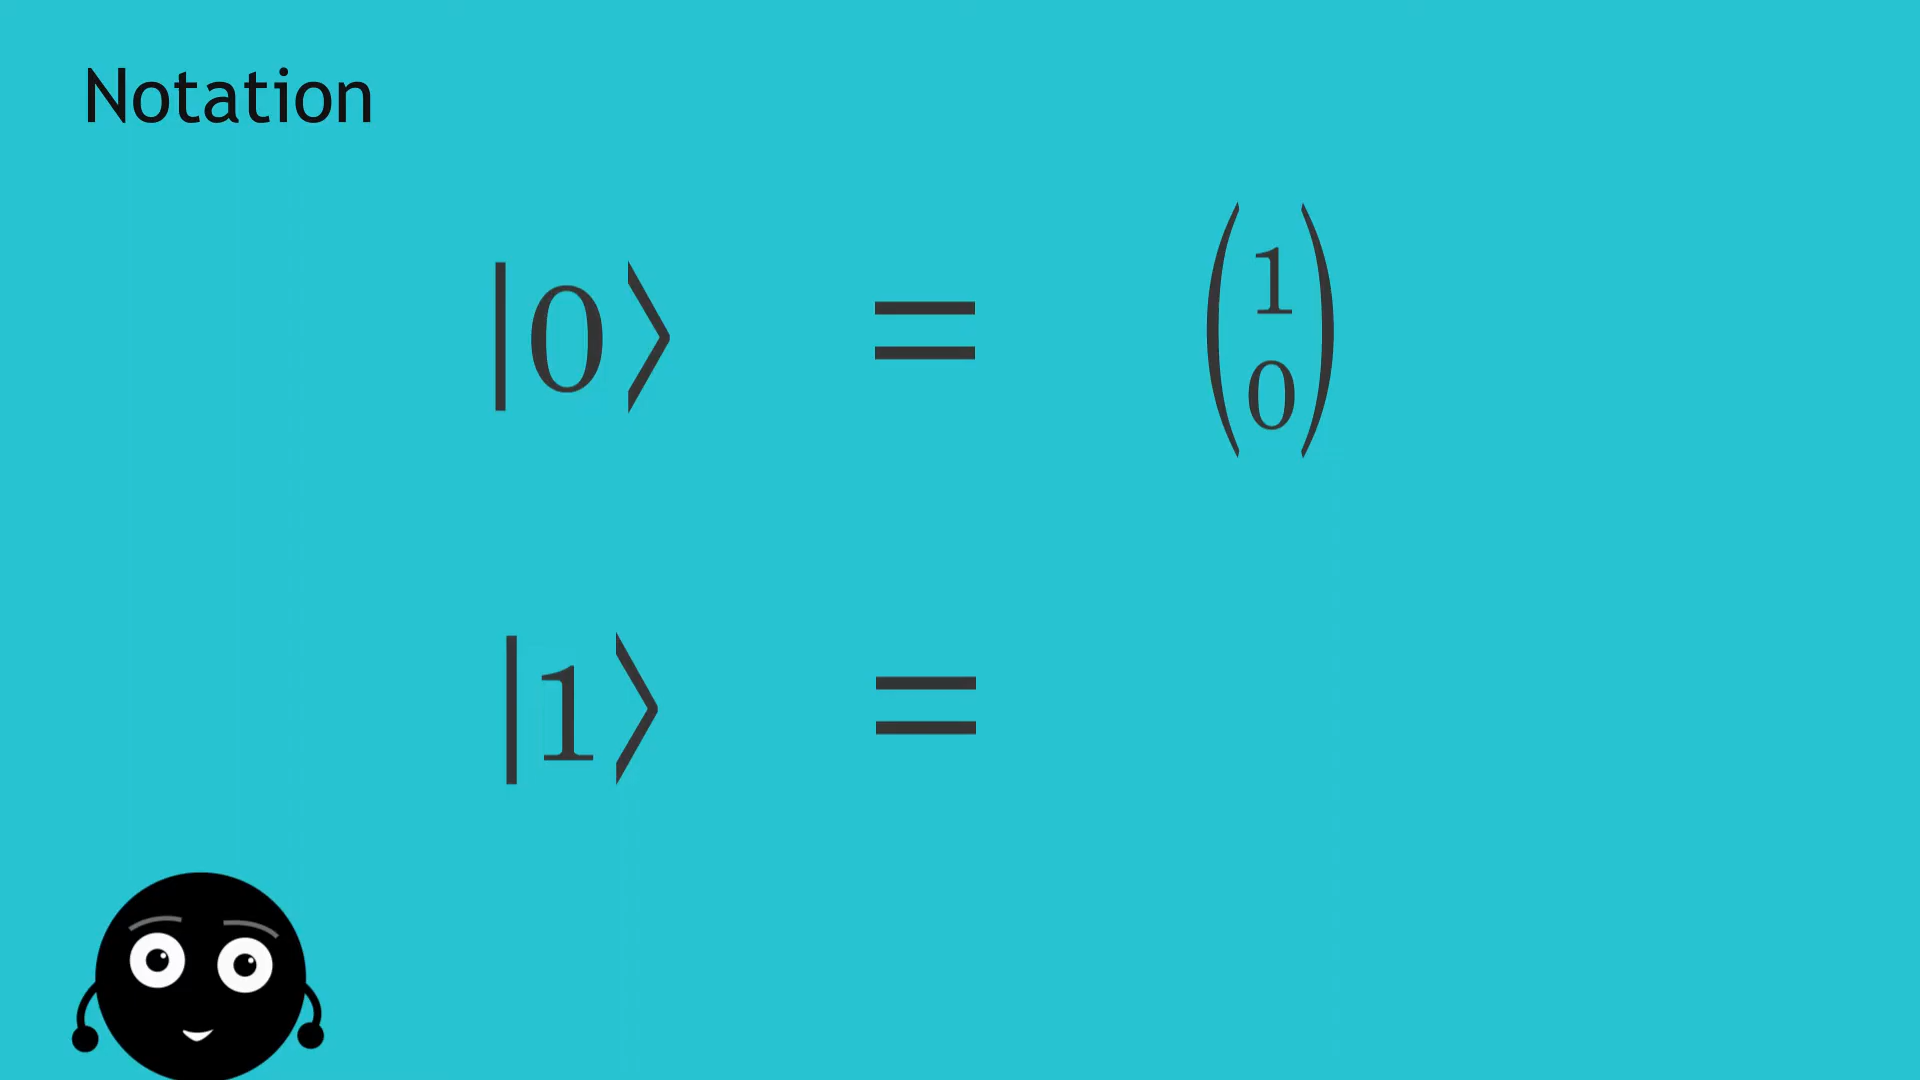 Notation
|0⟩ = (1 0)
|1⟩ =